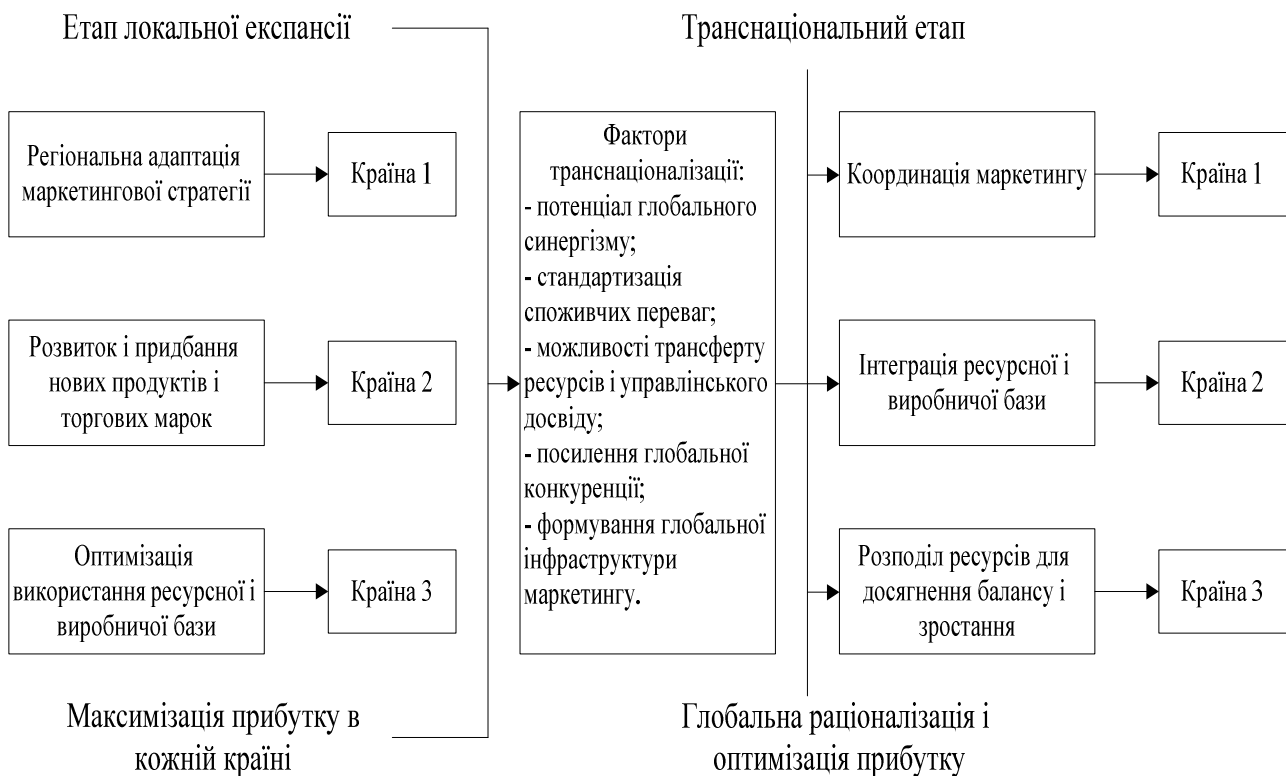 Етап локальної експансії
Транснаціональний етап
Регіональна адаптація
маркетингової стратегії
Країна 1
Розвиток і придбання
нових продуктів і
торгових марок
Країна 2
Оптимізація
використання ресурсної і
виробничої бази
Країна 3
Фактори
транснаціоналізації:
- потенціал глобального
синергізму;
- стандартизація
споживчих переваг;
- можливості трансферту
ресурсів і управлінського
досвіду;
- посилення глобальної
конкуренції;
- формування глобальної
інфраструктури
маркетингу.
Координація маркетингу
Країна 1
Інтеграція ресурсної і
виробничої бази
Країна 2
Розподіл ресурсів для
досягнення балансу і
зростання
Країна 3
Максимізація прибутку в
кожній країні
Глобальна раціоналізація і
оптимізація прибутку